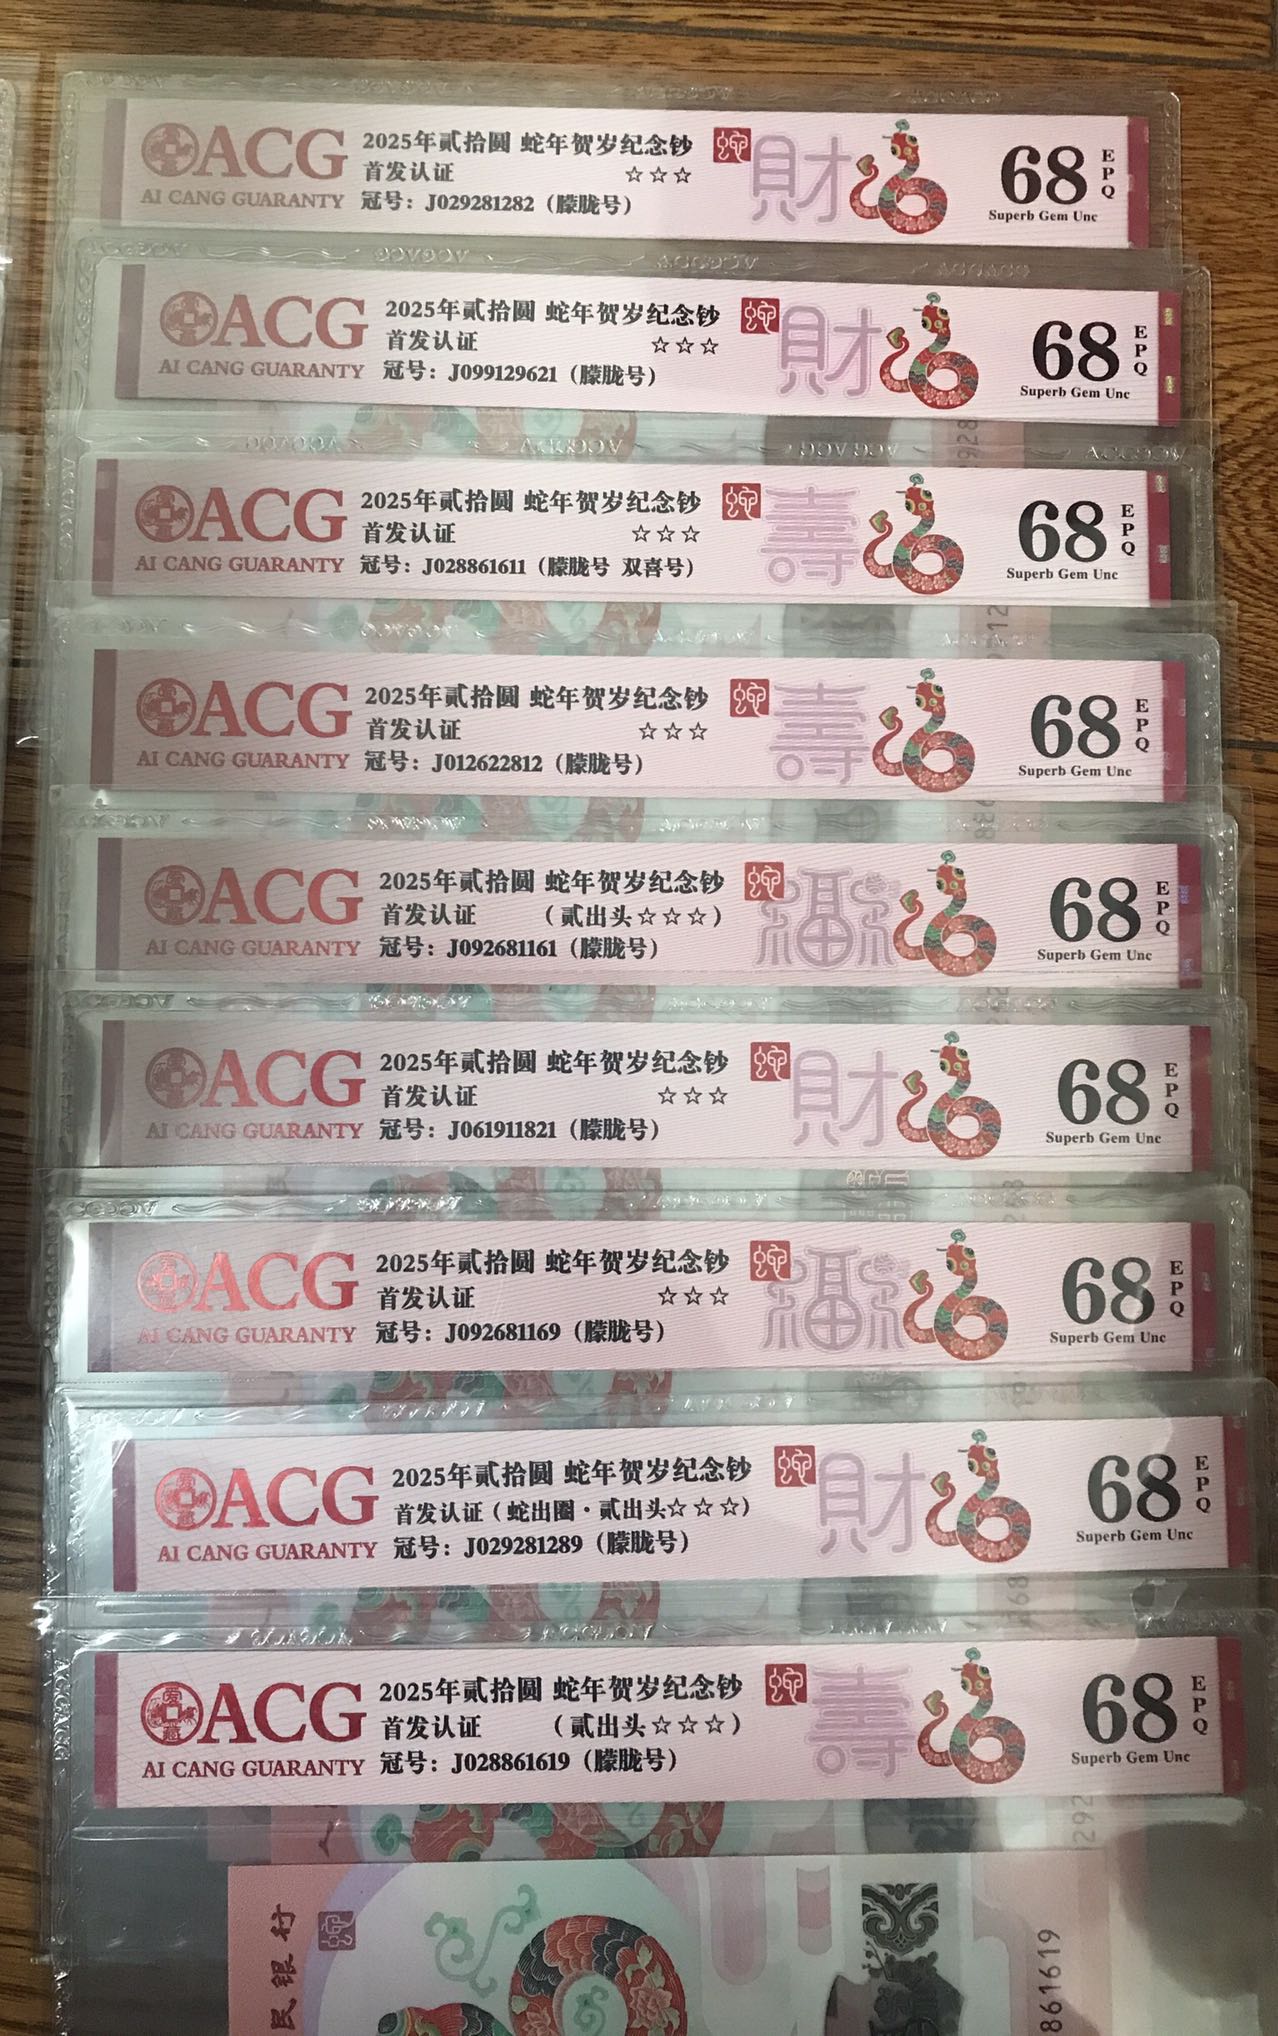 ACG
AI CANG GUARANTY
2025年贰拾圆 蛇年贺岁纪念钞
首发认证 ☆☆☆
冠号：J029281282（朦胧号）
蛇
財
68
EPQ
Superb Gem Unc
ACG
AI CANG GUARANTY
2025年贰拾圆 蛇年贺岁纪念钞
首发认证 ☆☆☆
冠号：J099129621（朦胧号）
蛇
財
68
EPQ
Superb Gem Unc
ACG
AI CANG GUARANTY
2025年贰拾圆 蛇年贺岁纪念钞
首发认证 ☆☆☆
冠号：J028861611（朦胧号 双喜号）
蛇
壽
68
EPQ
Superb Gem Unc
ACG
AI CANG GUARANTY
2025年贰拾圆 蛇年贺岁纪念钞
首发认证 ☆☆☆
冠号：J012622812（朦胧号）
蛇
壽
68
EPQ
Superb Gem Unc
ACG
AI CANG GUARANTY
2025年贰拾圆 蛇年贺岁纪念钞
首发认证 （贰出头☆☆☆）
冠号：J092681161（朦胧号）
蛇
福
68
EPQ
Superb Gem Unc
ACG
AI CANG GUARANTY
2025年贰拾圆 蛇年贺岁纪念钞
首发认证 ☆☆☆
冠号：J061911821（朦胧号）
蛇
財
68
EPQ
Superb Gem Unc
ACG
AI CANG GUARANTY
2025年贰拾圆 蛇年贺岁纪念钞
首发认证 ☆☆☆
冠号：J092681169（朦胧号）
蛇
福
68
EPQ
Superb Gem Unc
ACG
AI CANG GUARANTY
2025年贰拾圆 蛇年贺岁纪念钞
首发认证（蛇出圈·贰出头☆☆☆）
冠号：J029281289（朦胧号）
蛇
財
68
EPQ
Superb Gem Unc
ACG
AI CANG GUARANTY
2025年贰拾圆 蛇年贺岁纪念钞
首发认证 （贰出头☆☆☆）
冠号：J028861619（朦胧号）
蛇
壽
68
EPQ
Superb Gem Unc
民银行
861619